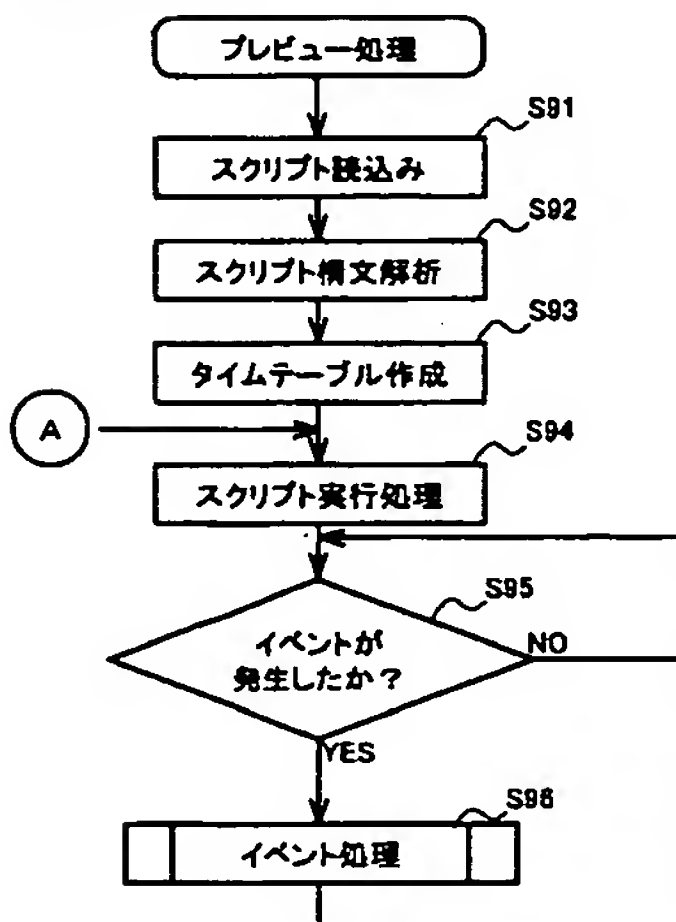 プレビュー処理
S91
スクリプト読込み
S92
スクリプト構文解析
S93
タイムテーブル作成
A
S94
スクリプト実行処理
S95
イベントが
発生したか？
NO
YES
S96
イベント処理